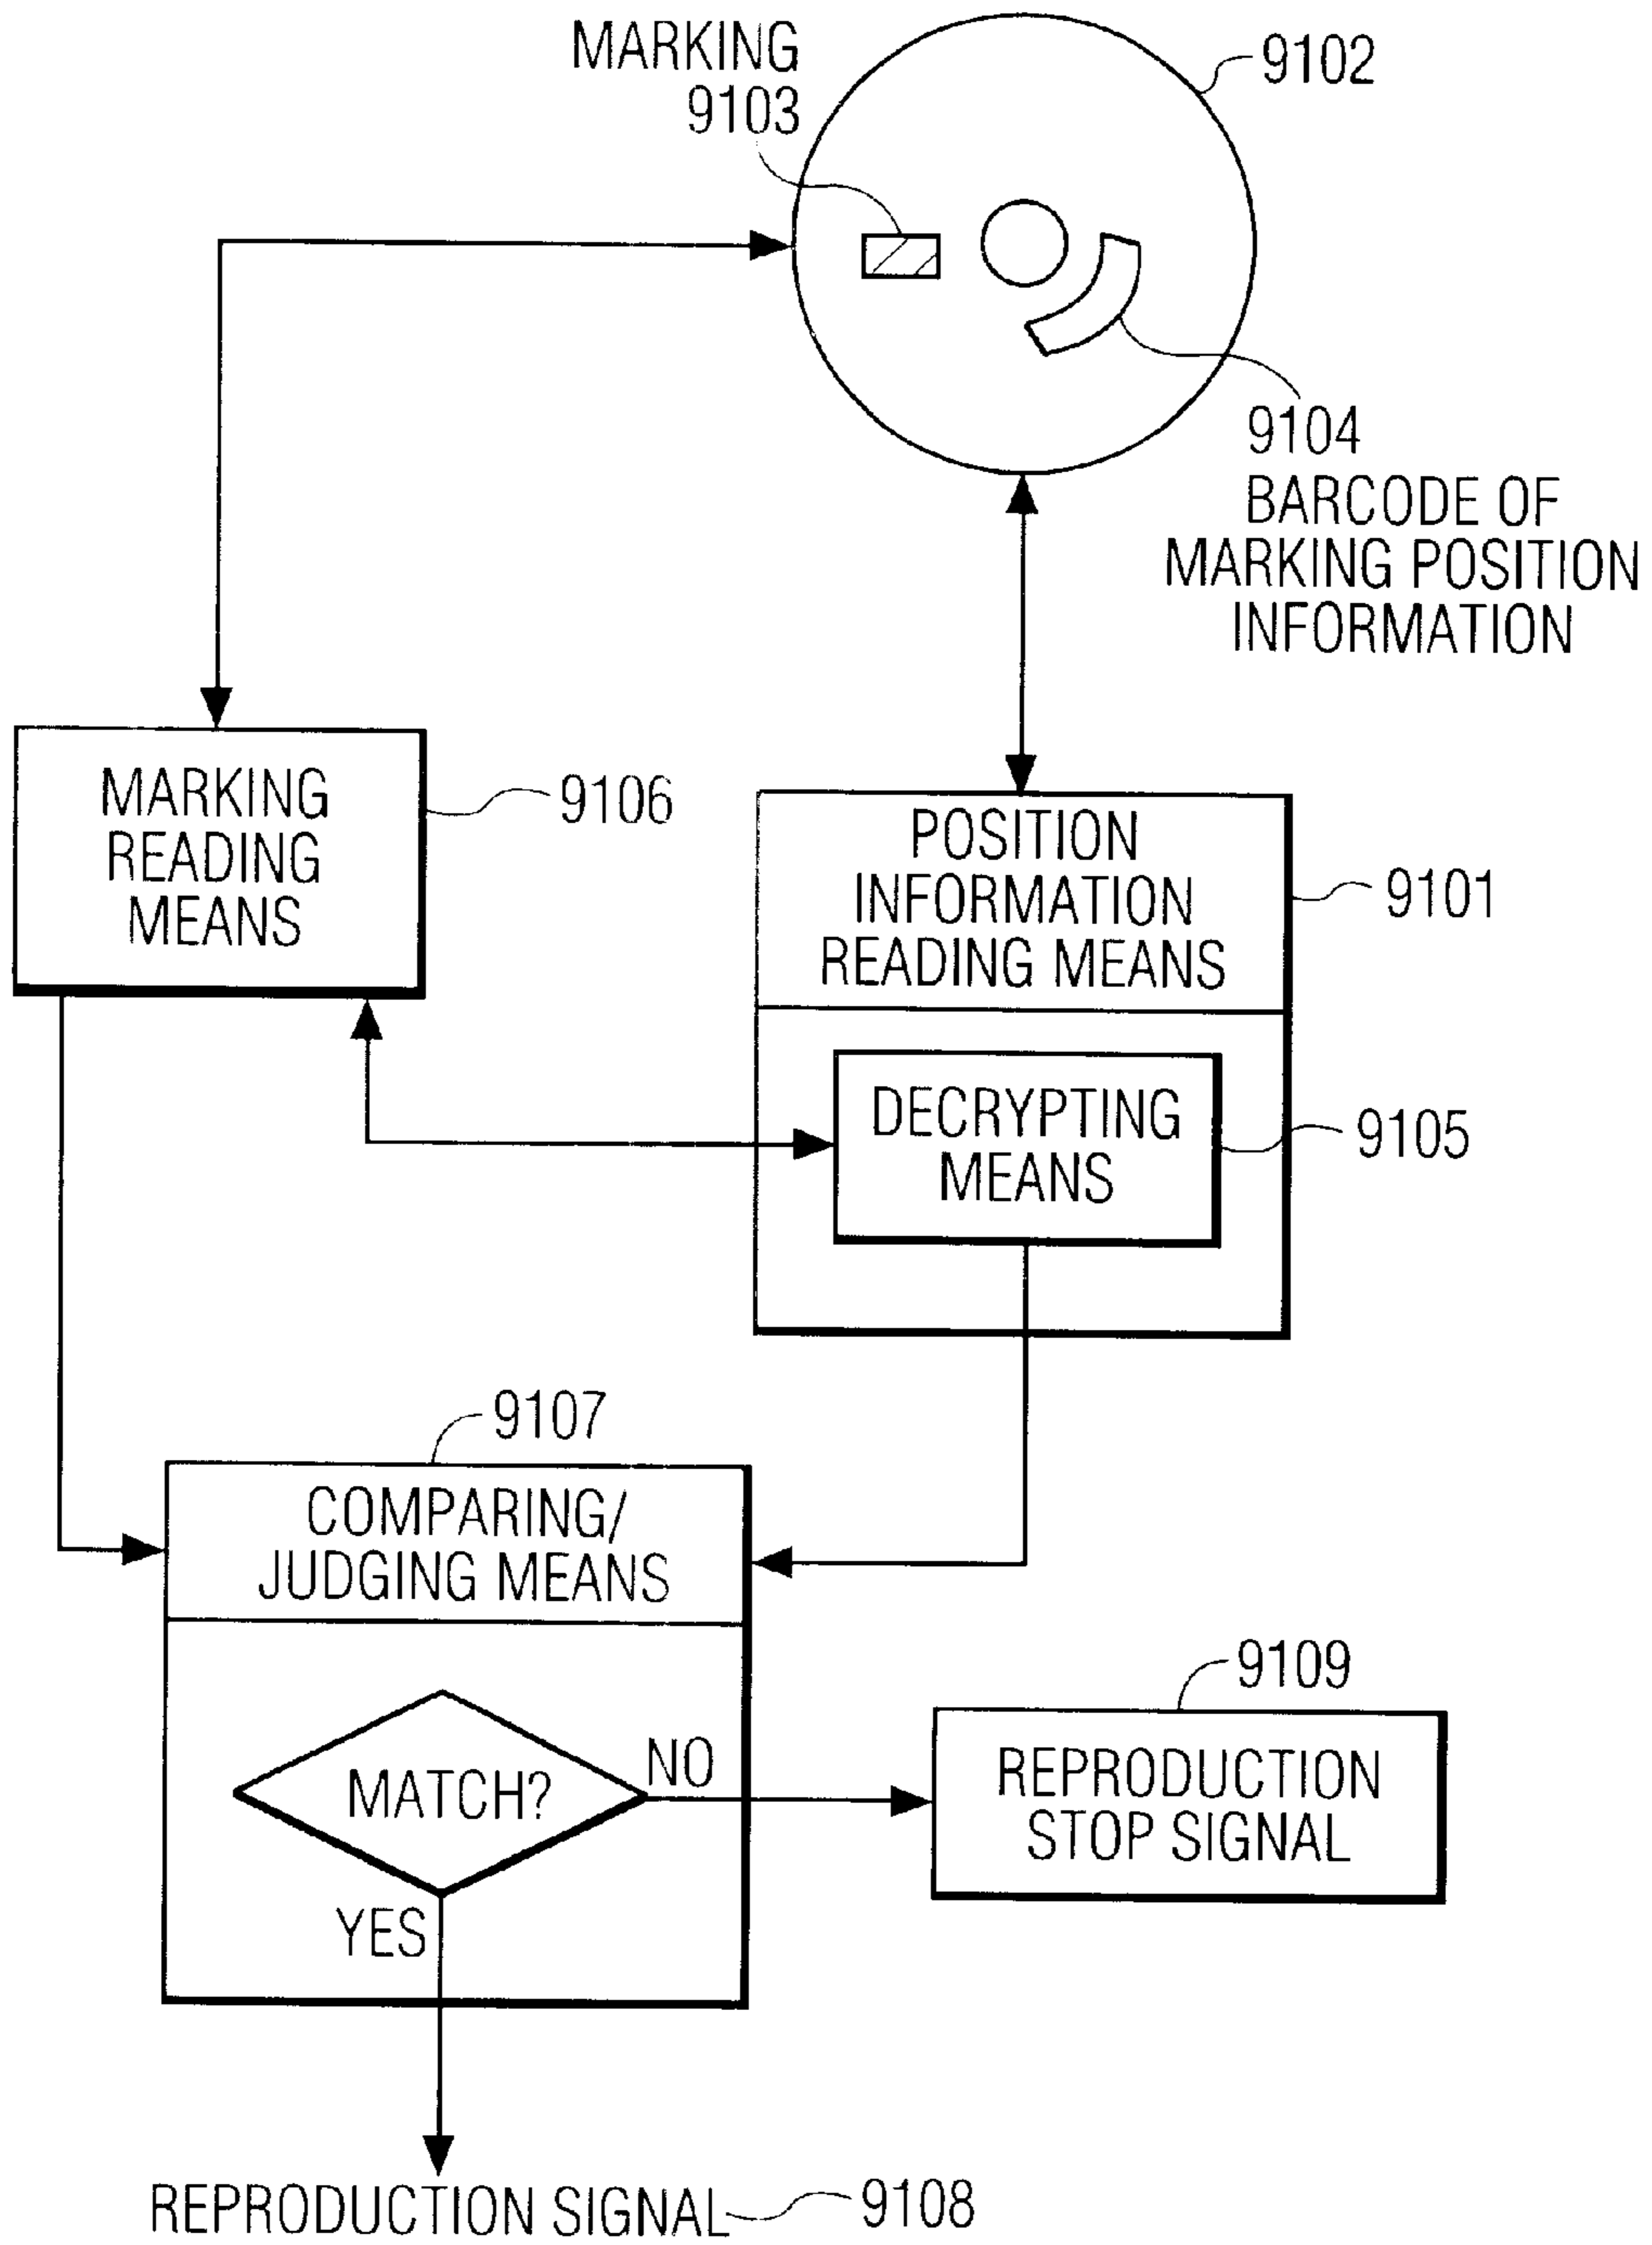 MARKING
9103
9102
9104
BARCODE OF
MARKING POSITION
INFORMATION
MARKING
READING
MEANS
9106
POSITION
INFORMATION
READING MEANS
9101
DECRYPTING
MEANS
9105
9107
COMPARING/
JUDGING MEANS
MATCH?
NO
YES
9109
REPRODUCTION
STOP SIGNAL
REPRODUCTION SIGNAL
9108